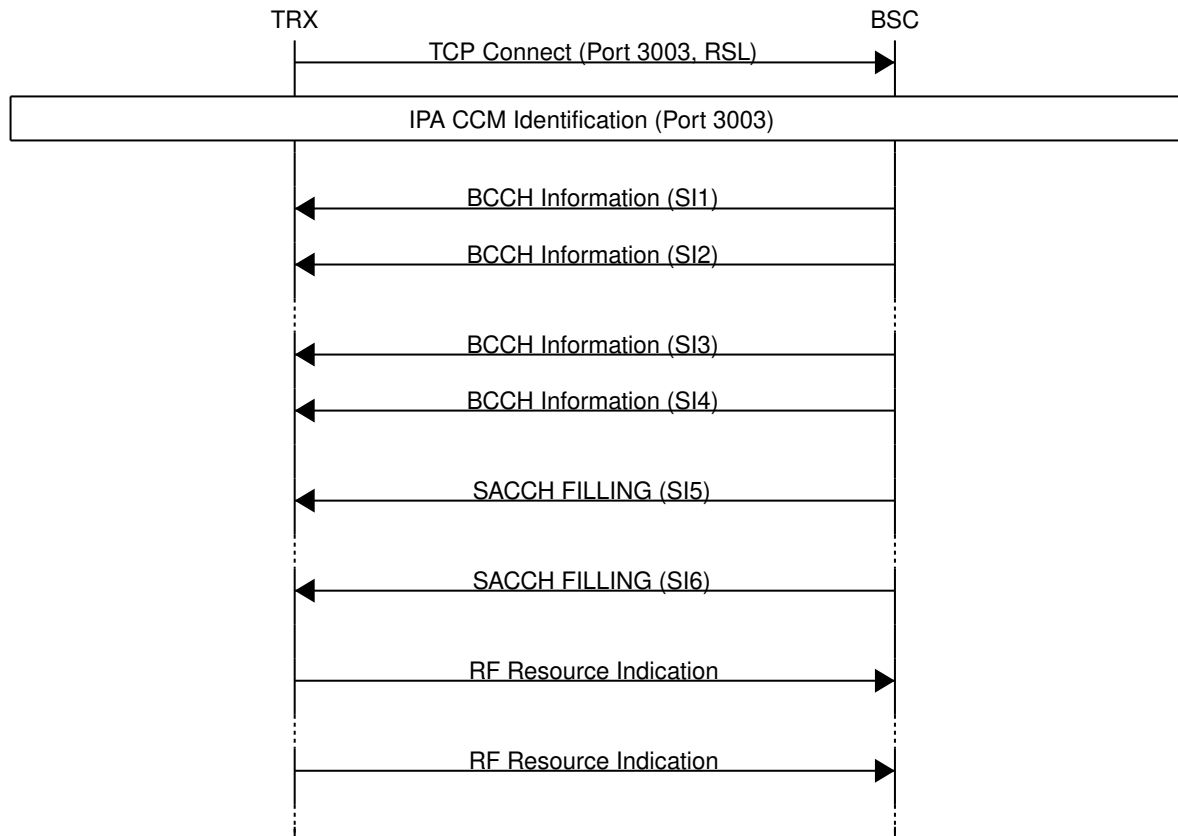 TRX
BSC
TCP Connect (Port 3003, RSL)
IPA CCM Identification (Port 3003)
BCCH Information (SI1)
BCCH Information (SI2)
BCCH Information (SI3)
BCCH Information (SI4)
SACCH FILLING (SI5)
SACCH FILLING (SI6)
RF Resource Indication
RF Resource Indication